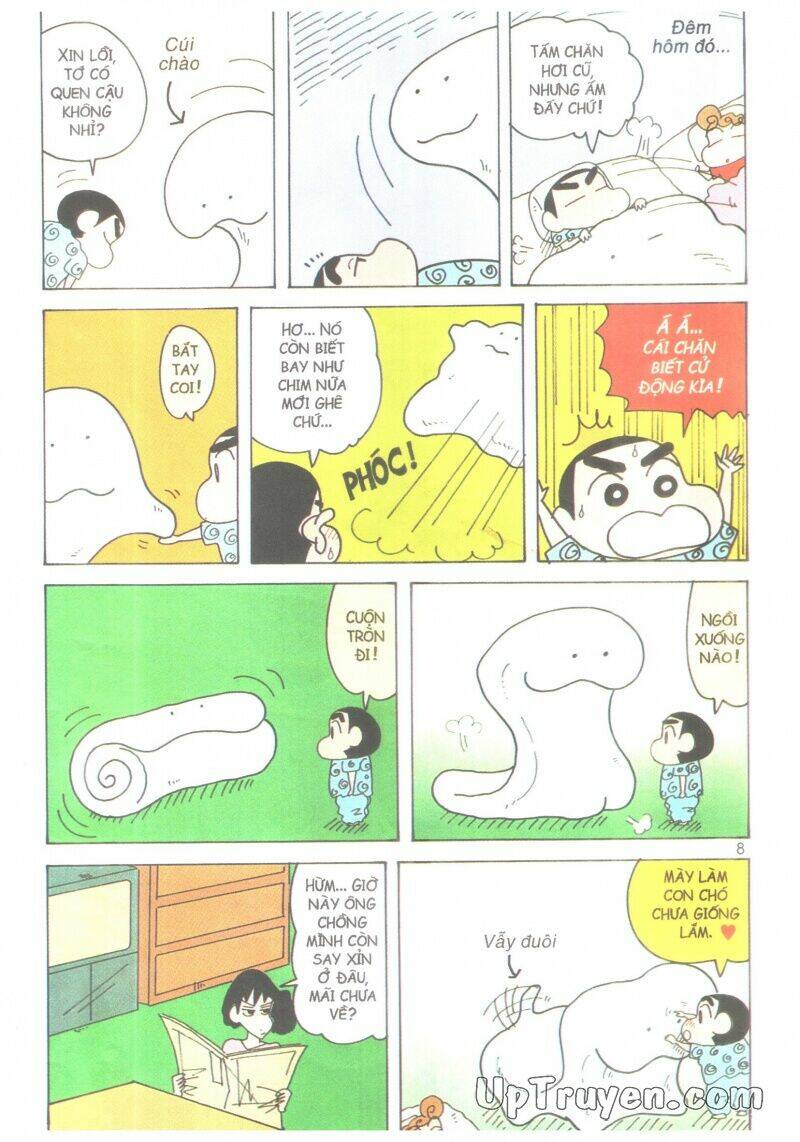 Đêm
hôm đó...
TẤM CHĂN
HƠI CŨ,
NHƯNG ẤM
ĐẤY CHỨ!
Cúi
chào
XIN LỖI,
TỚ CÓ
QUEN CẬU
KHÔNG
NHỈ?
Á Á...
CÁI CHĂN
BIẾT CỬ
ĐỘNG KÌA!
HƠ... NÓ
CÒN BIẾT
BAY NHƯ
CHIM NỮA
MỚI GHÊ
CHỨ...
PHÓC!
BẮT
TAY
COI!
NGỒI
XUỐNG
NÀO!
CUỘN
TRÒN
ĐI!
8
MÀY LÀM
CON CHÓ
CHƯA GIỐNG
LẮM. ♥
Vẫy đuôi
HỪM... GIỜ
NÀY ÔNG
CHỒNG
MÌNH CÒN
SAY XỈN
Ở ĐÂU,
MÃI CHƯA
VỀ?
UpTruyen.com